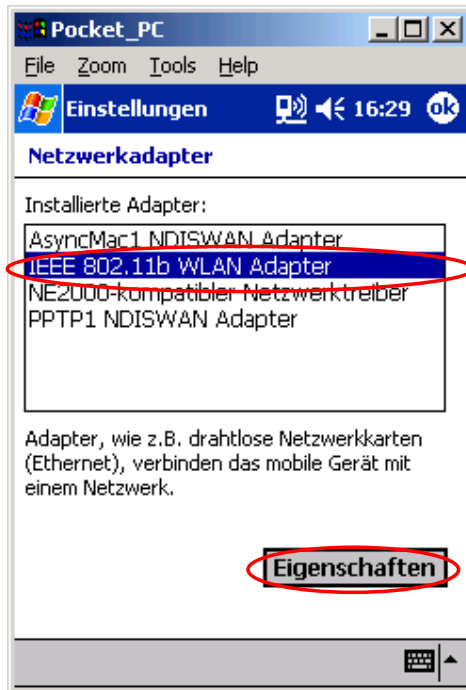 Pocket_PC
File Zoom Tools Help
Einstellungen 16:29 ok
Netzwerkadapter
Installierte Adapter:
AsyncMac1 NDISWAN Adapter
IEEE 802.11b WLAN Adapter
NE2000-kompatibler Netzwerktreiber
PPTP1 NDISWAN Adapter
Adapter, wie z.B. drahtlose Netzwerkkarten
(Ethernet), verbinden das mobile Gerät mit
einem Netzwerk.
Eigenschaften